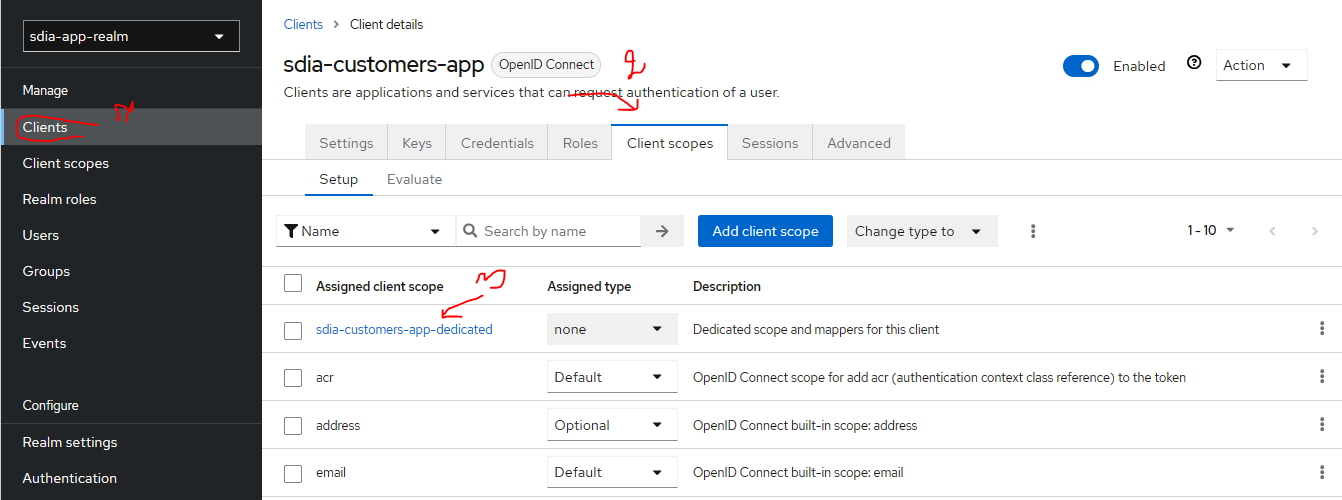 sdia-app-realm
Manage
Clients
Client scopes
Realm roles
Users
Groups
Sessions
Events
Configure
Realm settings
Authentication
Clients > Client details
sdia-customers-app OpenID Connect 2 Enabled Action
Clients are applications and services that can request authentication of a user.
Settings Keys Credentials Roles Client scopes Sessions Advanced
Setup Evaluate
Name Search by name Add client scope Change type to 1 - 10
Assigned client scope Assigned type Description
sdia-customers-app-dedicated none Dedicated scope and mappers for this client
acr Default OpenID Connect scope for add acr (authentication context class reference) to the token
address Optional OpenID Connect built-in scope: address
email Default OpenID Connect built-in scope: email